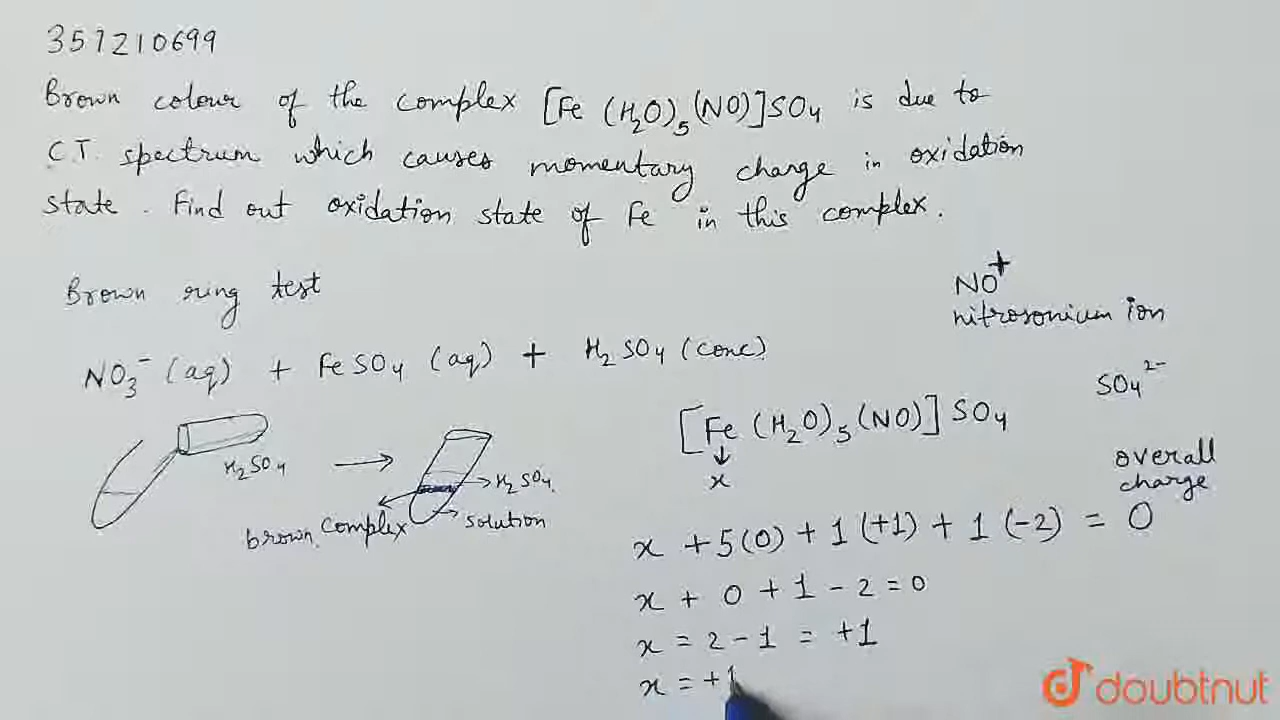 357210699
Brown colour of the complex [Fe (H₂O)₅(NO)]SO₄ is due to
C.T. spectrum which causes momentary charge in oxidation
state. Find out oxidation state of Fe in this complex.
Brown ring test
NO⁺
nitrosonium ion
NO₃⁻ (aq) + FeSO₄ (aq) + H₂SO₄ (conc)
SO₄²⁻
[Fe (H₂O)₅(NO)]SO₄
↓
x
H₂SO₄
→
H₂SO₄
solution
brown complex
overall
charge
x + 5(0) + 1(+1) + 1(-2) = 0
x + 0 + 1 - 2 = 0
x = 2 - 1 = +1
x = +1
doubtnut